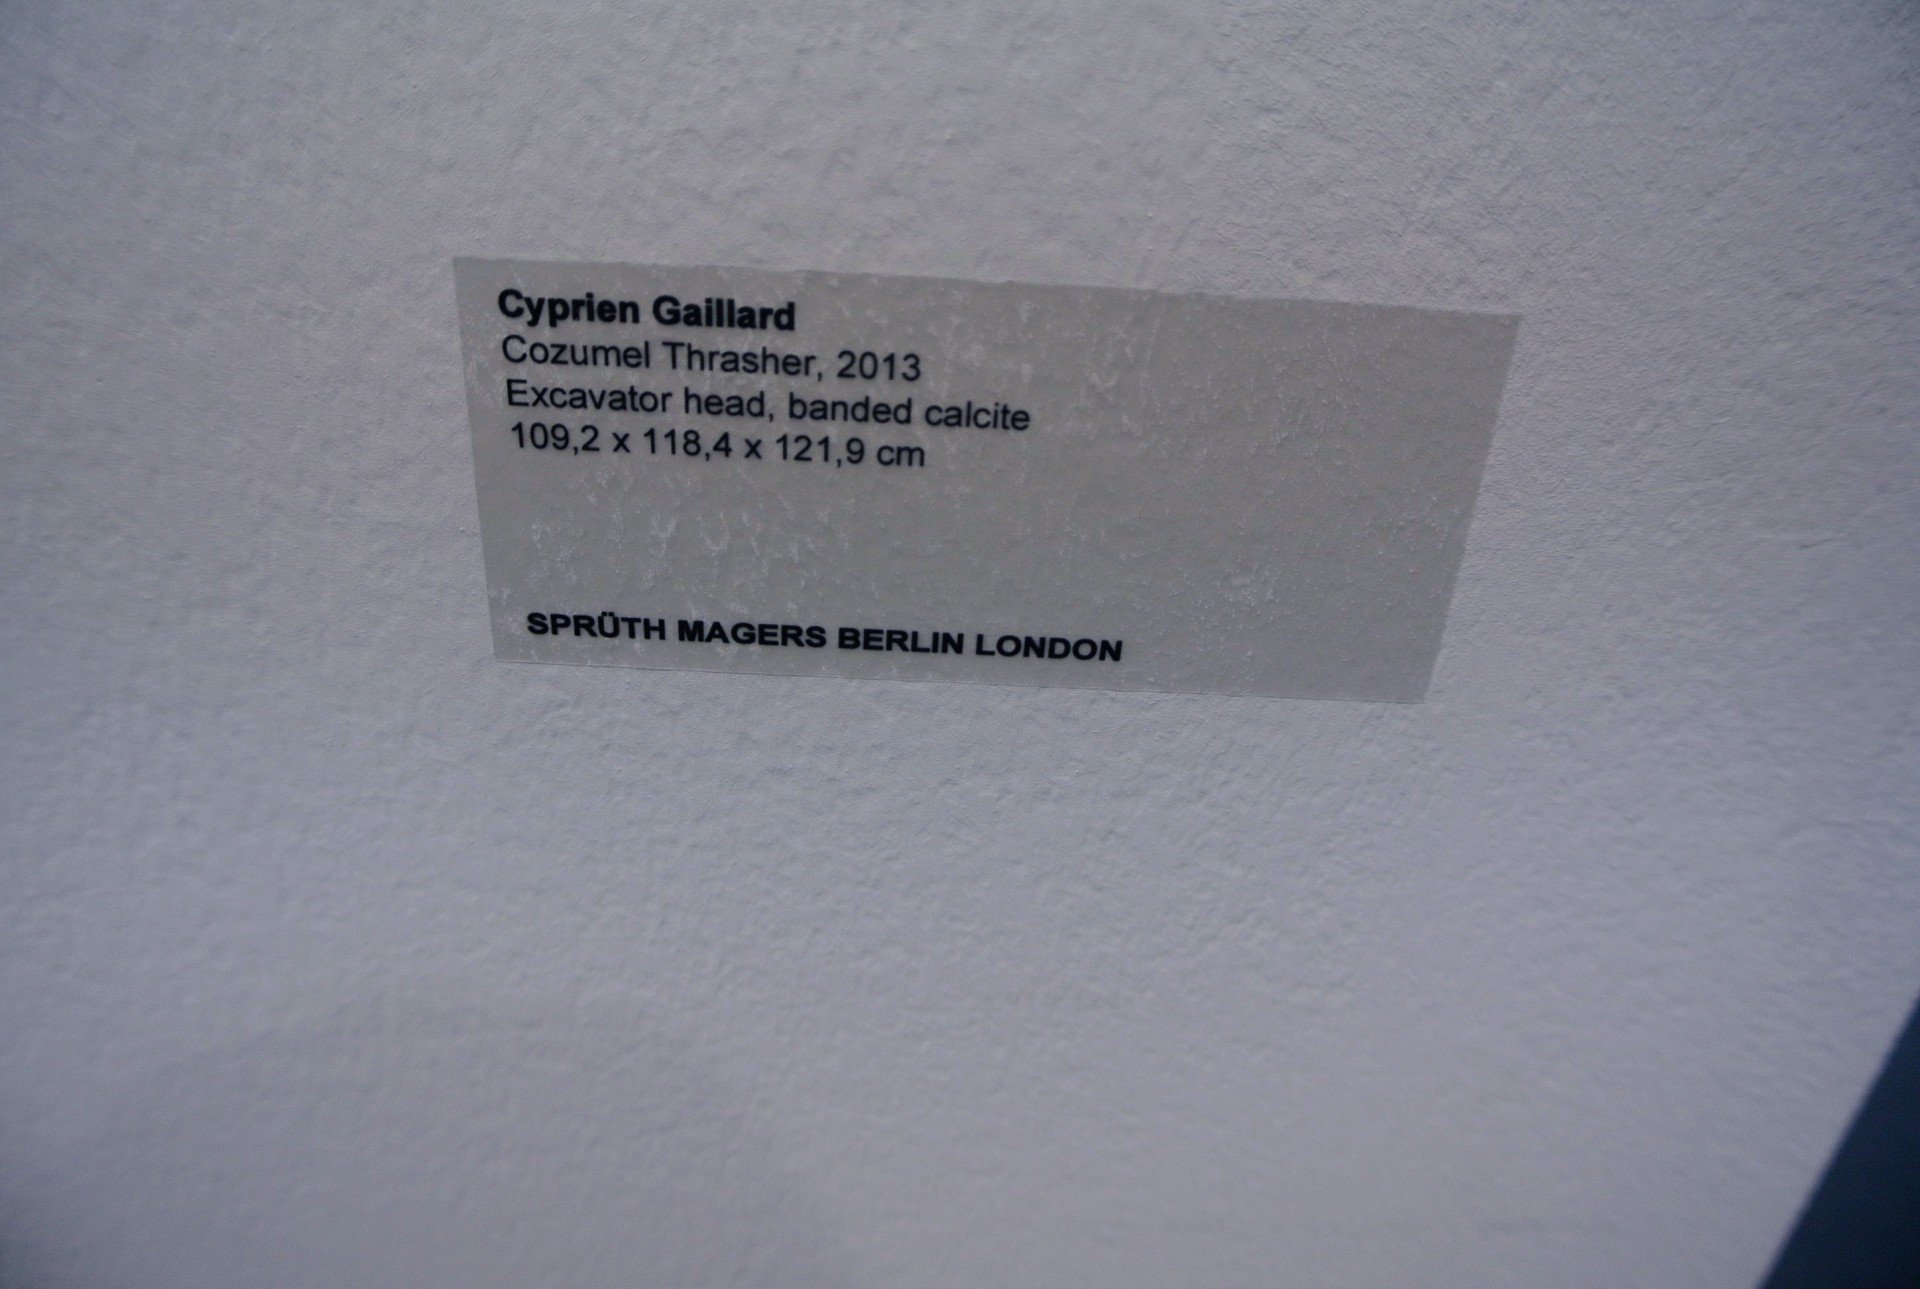 Cyprien Gaillard
Cozumel Thrasher, 2013
Excavator head, banded calcite
109,2 x 118,4 x 121,9 cm
SPRÜTH MAGERS BERLIN LONDON